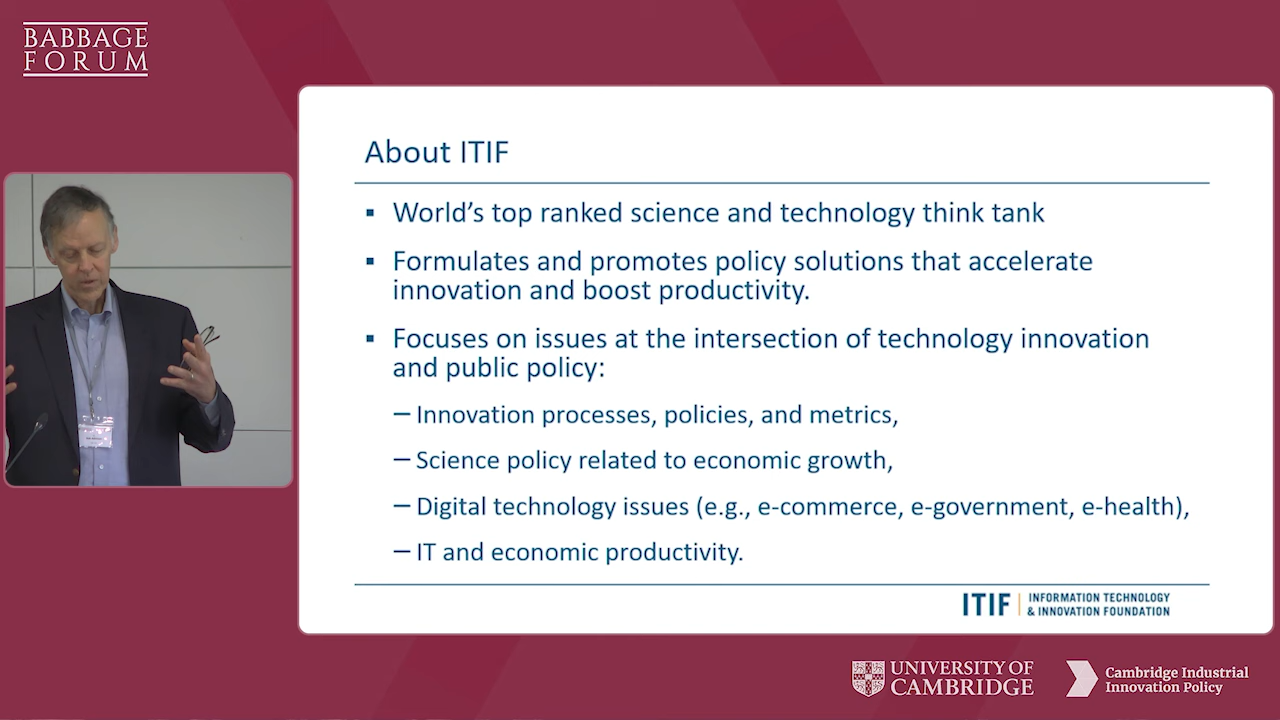 BABBAGE
FORUM
About ITIF
▪ World's top ranked science and technology think tank
▪ Formulates and promotes policy solutions that accelerate
innovation and boost productivity.
▪ Focuses on issues at the intersection of technology innovation
and public policy:
– Innovation processes, policies, and metrics,
– Science policy related to economic growth,
– Digital technology issues (e.g., e-commerce, e-government, e-health),
– IT and economic productivity.
ITIF | INFORMATION TECHNOLOGY
& INNOVATION FOUNDATION
UNIVERSITY OF
CAMBRIDGE
Cambridge Industrial
Innovation Policy